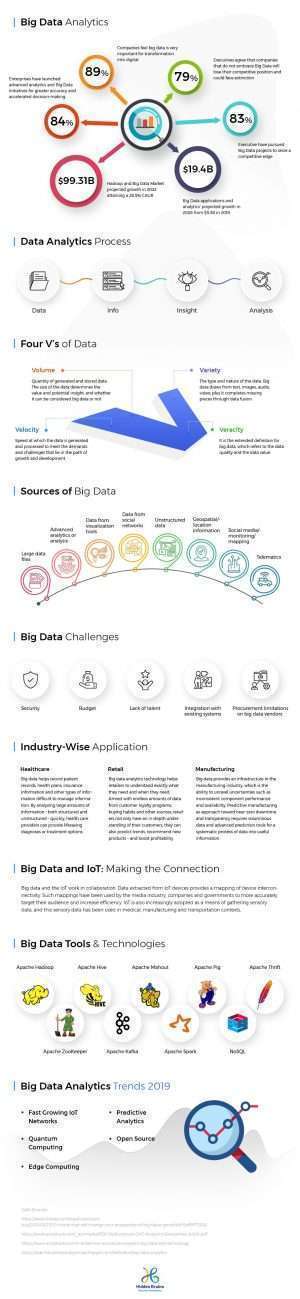 Big Data Analytics
Companies feel big data is very
important for transformation
into digital
89%
Executives agree that companies
that do not embrace Big Data will
lose their competitive position and
could face extinction
79%
Enterprises have launched
advanced analytics and Big Data
initiatives for greater accuracy and
accelerated decision-making
84%
83%
Executives have pursued
Big Data projects to seize a
competitive edge
$99.31B
Hadoop and Big Data Market
projected growth in 2022
attaining a 28.5% CAGR
$19.4B
Big Data applications and
analytics' projected growth in
2026 from $5.3B in 2018
Data Analytics Process
Data
Info
Insight
Analysis
Four V's of Data
Volume
Quantity of generated and stored data.
The size of the data determines the
value and potential insight, and whether
it can be considered big data or not
Variety
The type and nature of the data. Big
data draws from text, images, audio,
video; plus it completes missing
pieces through data fusion
Velocity
Speed at which the data is generated
and processed to meet the demands
and challenges that lie in the path of
growth and development
Veracity
It is the extended definition for
big data, which refers to the data
quality and the data value
Sources of Big Data
Large data
files
Advanced
analytics or
analysis
Data from
visualization
tools
Data from
social
networks
Unstructured
data
Geospatial/
location
information
Social media/
monitoring/
mapping
Telematics
Big Data Challenges
Security
Budget
Lack of talent
Integration with
existing systems
Procurement limitations
on big data vendors
Industry-Wise Application
Healthcare
Big data helps record patient
records, health plans, insurance
information and other types of infor-
mation difficult to manage informa-
tion. By analyzing large amounts of
information - both structured and
unstructured - quickly, health care
providers can provide lifesaving
diagnoses or treatment options.
Retail
Big data analytics technology helps
retailers to understand exactly what
they need and when they need.
Armed with endless amounts of data
from customer loyalty programs,
buying habits and other sources, retail-
ers not only have an in-depth under-
standing of their customers, they can
also predict trends, recommend new
products - and boost profitability.
Manufacturing
Big data provides an infrastructure in the
manufacturing industry, which is the
ability to unravel uncertainties such as
inconsistent component performance
and availability. Predictive manufacturing
as approach toward near-zero downtime
and transparency requires voluminous
data and advanced prediction tools for a
systematic process of data into useful
information.
Big Data and IoT: Making the Connection
Big data and the IoT work in collaboration. Data extracted from IoT devices provides a mapping of device intercon-
nectivity. Such mappings have been used by the media industry, companies and governments to more accurately
target their audience and increase efficiency. IoT is also increasingly adopted as a means of gathering sensory
data, and this sensory data has been used in medical, manufacturing and transportation contexts.
Big Data Tools & Technologies
Apache Hadoop
Apache Hive
Apache Mahout
Apache Pig
Apache Thrift
HIVE
Apache ZooKeeper
Apache Kafka
Apache Spark
NoSQL
Big Data Analytics Trends 2019
Fast Growing IoT
Networks
Quantum
Computing
Edge Computing
Predictive
Analytics
Open Source
Hidden Brains